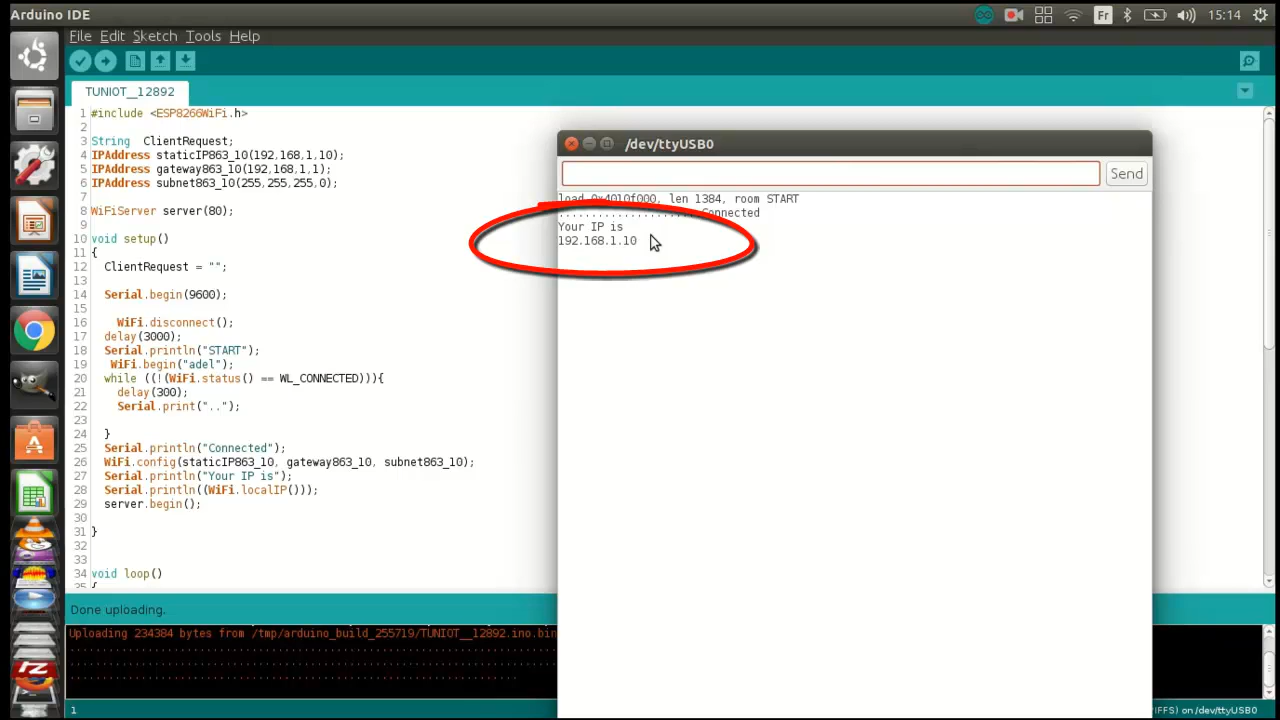 Arduino IDE
Fr
15:14
File Edit Sketch Tools Help
TUNIOT__12892
1 #include <ESP8266WiFi.h>
2
3 String  ClientRequest;
4 IPAddress staticIP863_10(192,168,1,10);
5 IPAddress gateway863_10(192,168,1,1);
6 IPAddress subnet863_10(255,255,255,0);
7
8 WiFiServer server(80);
9
10 void setup()
11 {
12   ClientRequest = "";
13
14   Serial.begin(9600);
15
16     WiFi.disconnect();
17   delay(3000);
18   Serial.println("START");
19    WiFi.begin("adel");
20   while ((!(WiFi.status() == WL_CONNECTED))){
21     delay(300);
22     Serial.print("..");
23
24   }
25   Serial.println("Connected");
26   WiFi.config(staticIP863_10, gateway863_10, subnet863_10);
27   Serial.println("Your IP is");
28   Serial.println((WiFi.localIP()));
29   server.begin();
30
31 }
32
33
34 void loop()
35 {
/dev/ttyUSB0
Send
load 0x4010f000, len 1384, room START
......................Connected
Your IP is
192.168.1.10
Done uploading.
Uploading 234384 bytes from /tmp/arduino_build_255719/TUNIOT__12892.ino.bin
1
PIFFS) on /dev/ttyUSB0